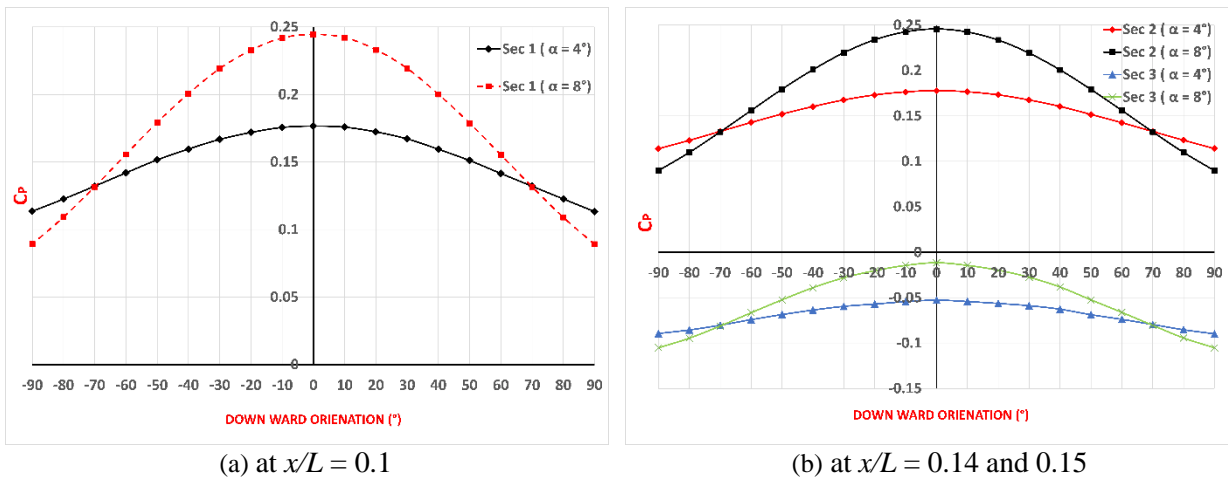 0.25
0.2
0.15
0.1
0.05
0
-90 -80 -70 -60 -50 -40 -30 -20 -10 0 10 20 30 40 50 60 70 80 90
CP
DOWN WARD ORIENATION (°)
Sec 1 ( α = 4°)
Sec 1 ( α = 8°)
(a) at x/L = 0.1
0.25
0.2
0.15
0.1
0.05
0
-0.05
-0.1
-0.15
-90 -80 -70 -60 -50 -40 -30 -20 -10 0 10 20 30 40 50 60 70 80 90
CP
DOWN WARD ORIENATION (°)
Sec 2 ( α = 4°)
Sec 2 ( α = 8°)
Sec 3 ( α = 4°)
Sec 3 ( α = 8°)
(b) at x/L = 0.14 and 0.15